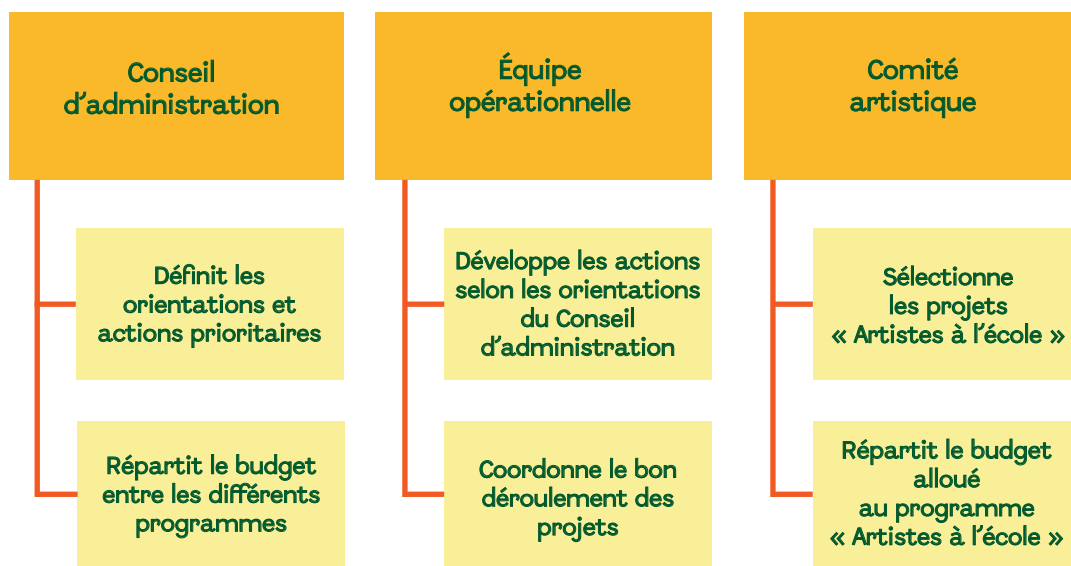 Conseil
d'administration
Définit les
orientations et
actions prioritaires
Répartit le budget
entre les différents
programmes
Équipe
opérationnelle
Développe les actions
selon les orientations
du Conseil
d'administration
Coordonne le bon
déroulement des
projets
Comité
artistique
Sélectionne
les projets
« Artistes à l'école »
Répartit le budget
alloué
au programme
« Artistes à l'école »